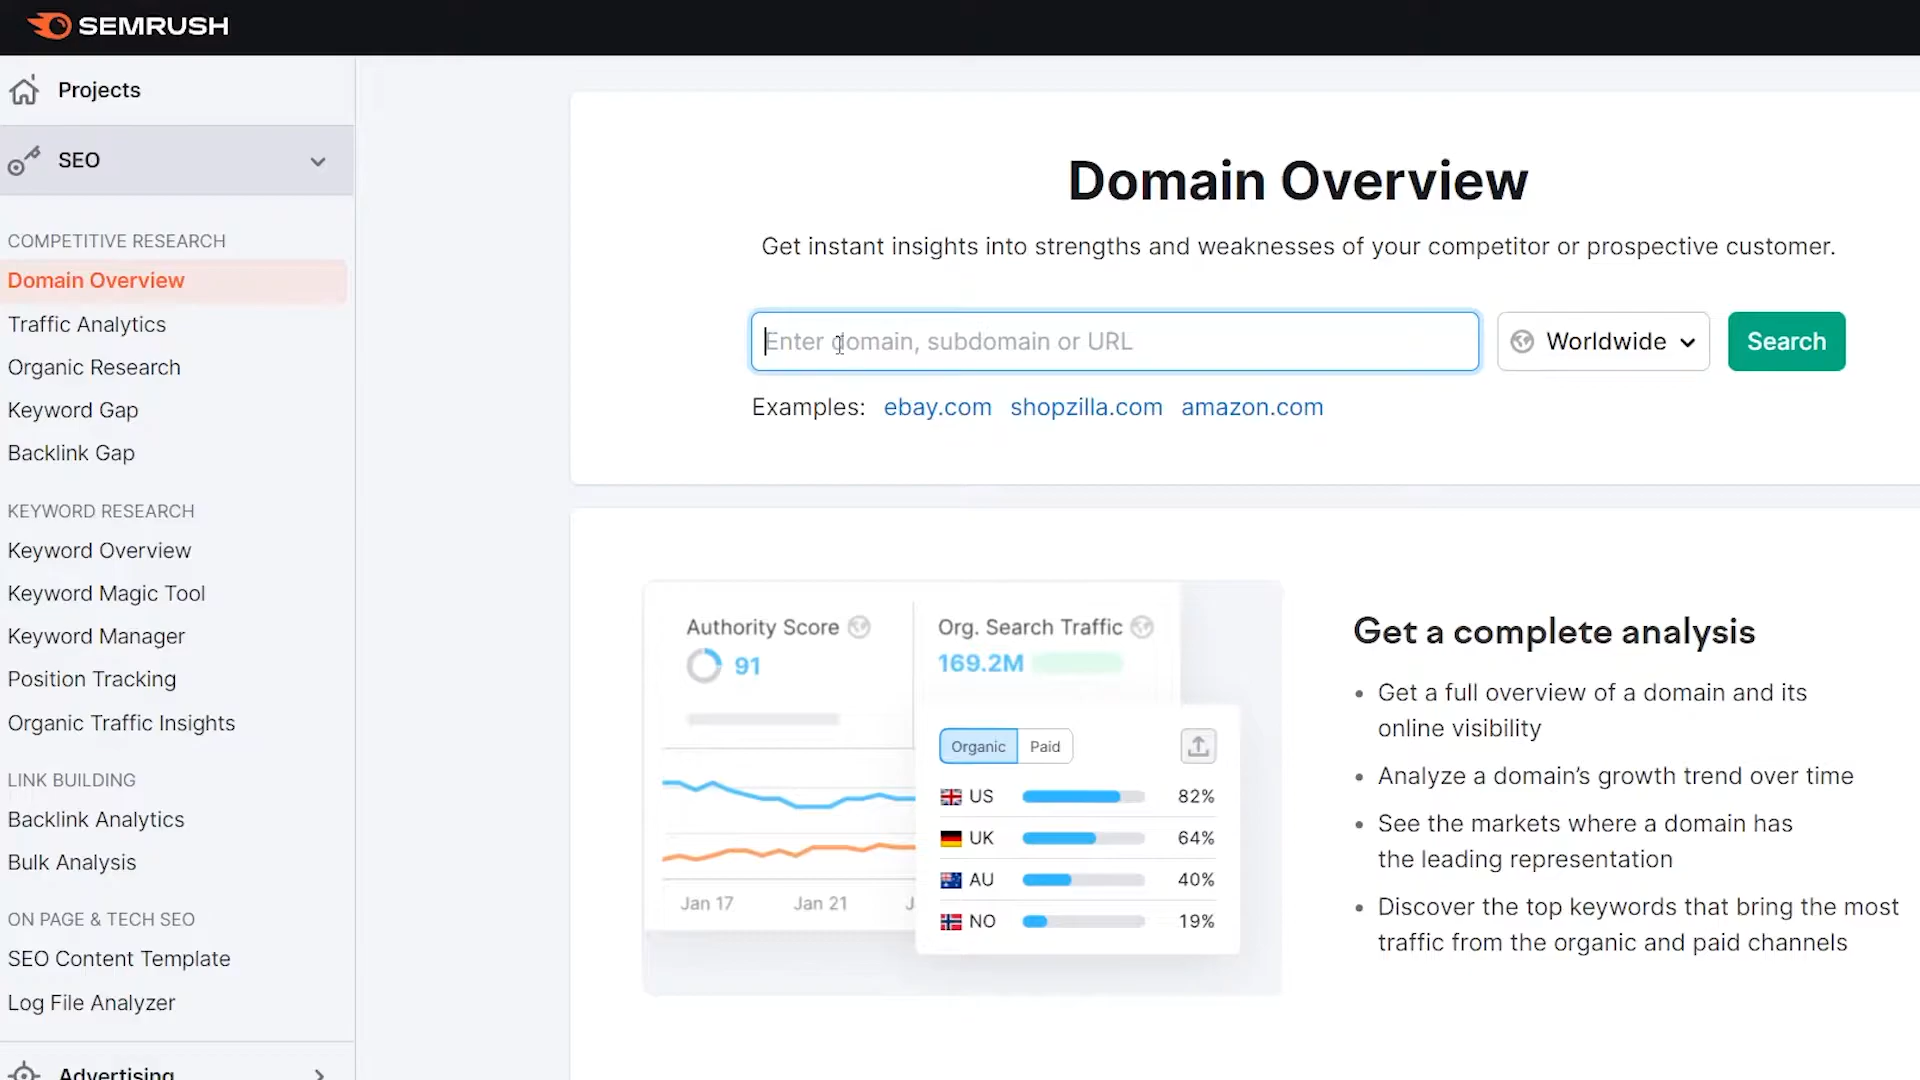 SEMRUSH
Projects
SEO
COMPETITIVE RESEARCH
Domain Overview
Traffic Analytics
Organic Research
Keyword Gap
Backlink Gap
KEYWORD RESEARCH
Keyword Overview
Keyword Magic Tool
Keyword Manager
Position Tracking
Organic Traffic Insights
LINK BUILDING
Backlink Analytics
Bulk Analysis
ON PAGE & TECH SEO
SEO Content Template
Log File Analyzer
Advertising
Domain Overview
Get instant insights into strengths and weaknesses of your competitor or prospective customer.
Enter domain, subdomain or URL
Worldwide
Search
Examples: ebay.com shopzilla.com amazon.com
Authority Score
91
Org. Search Traffic
169.2M
Organic Paid
US 82%
UK 64%
AU 40%
NO 19%
Jan 17 Jan 21
Get a complete analysis
• Get a full overview of a domain and its
online visibility
• Analyze a domain’s growth trend over time
• See the markets where a domain has
the leading representation
• Discover the top keywords that bring the most
traffic from the organic and paid channels